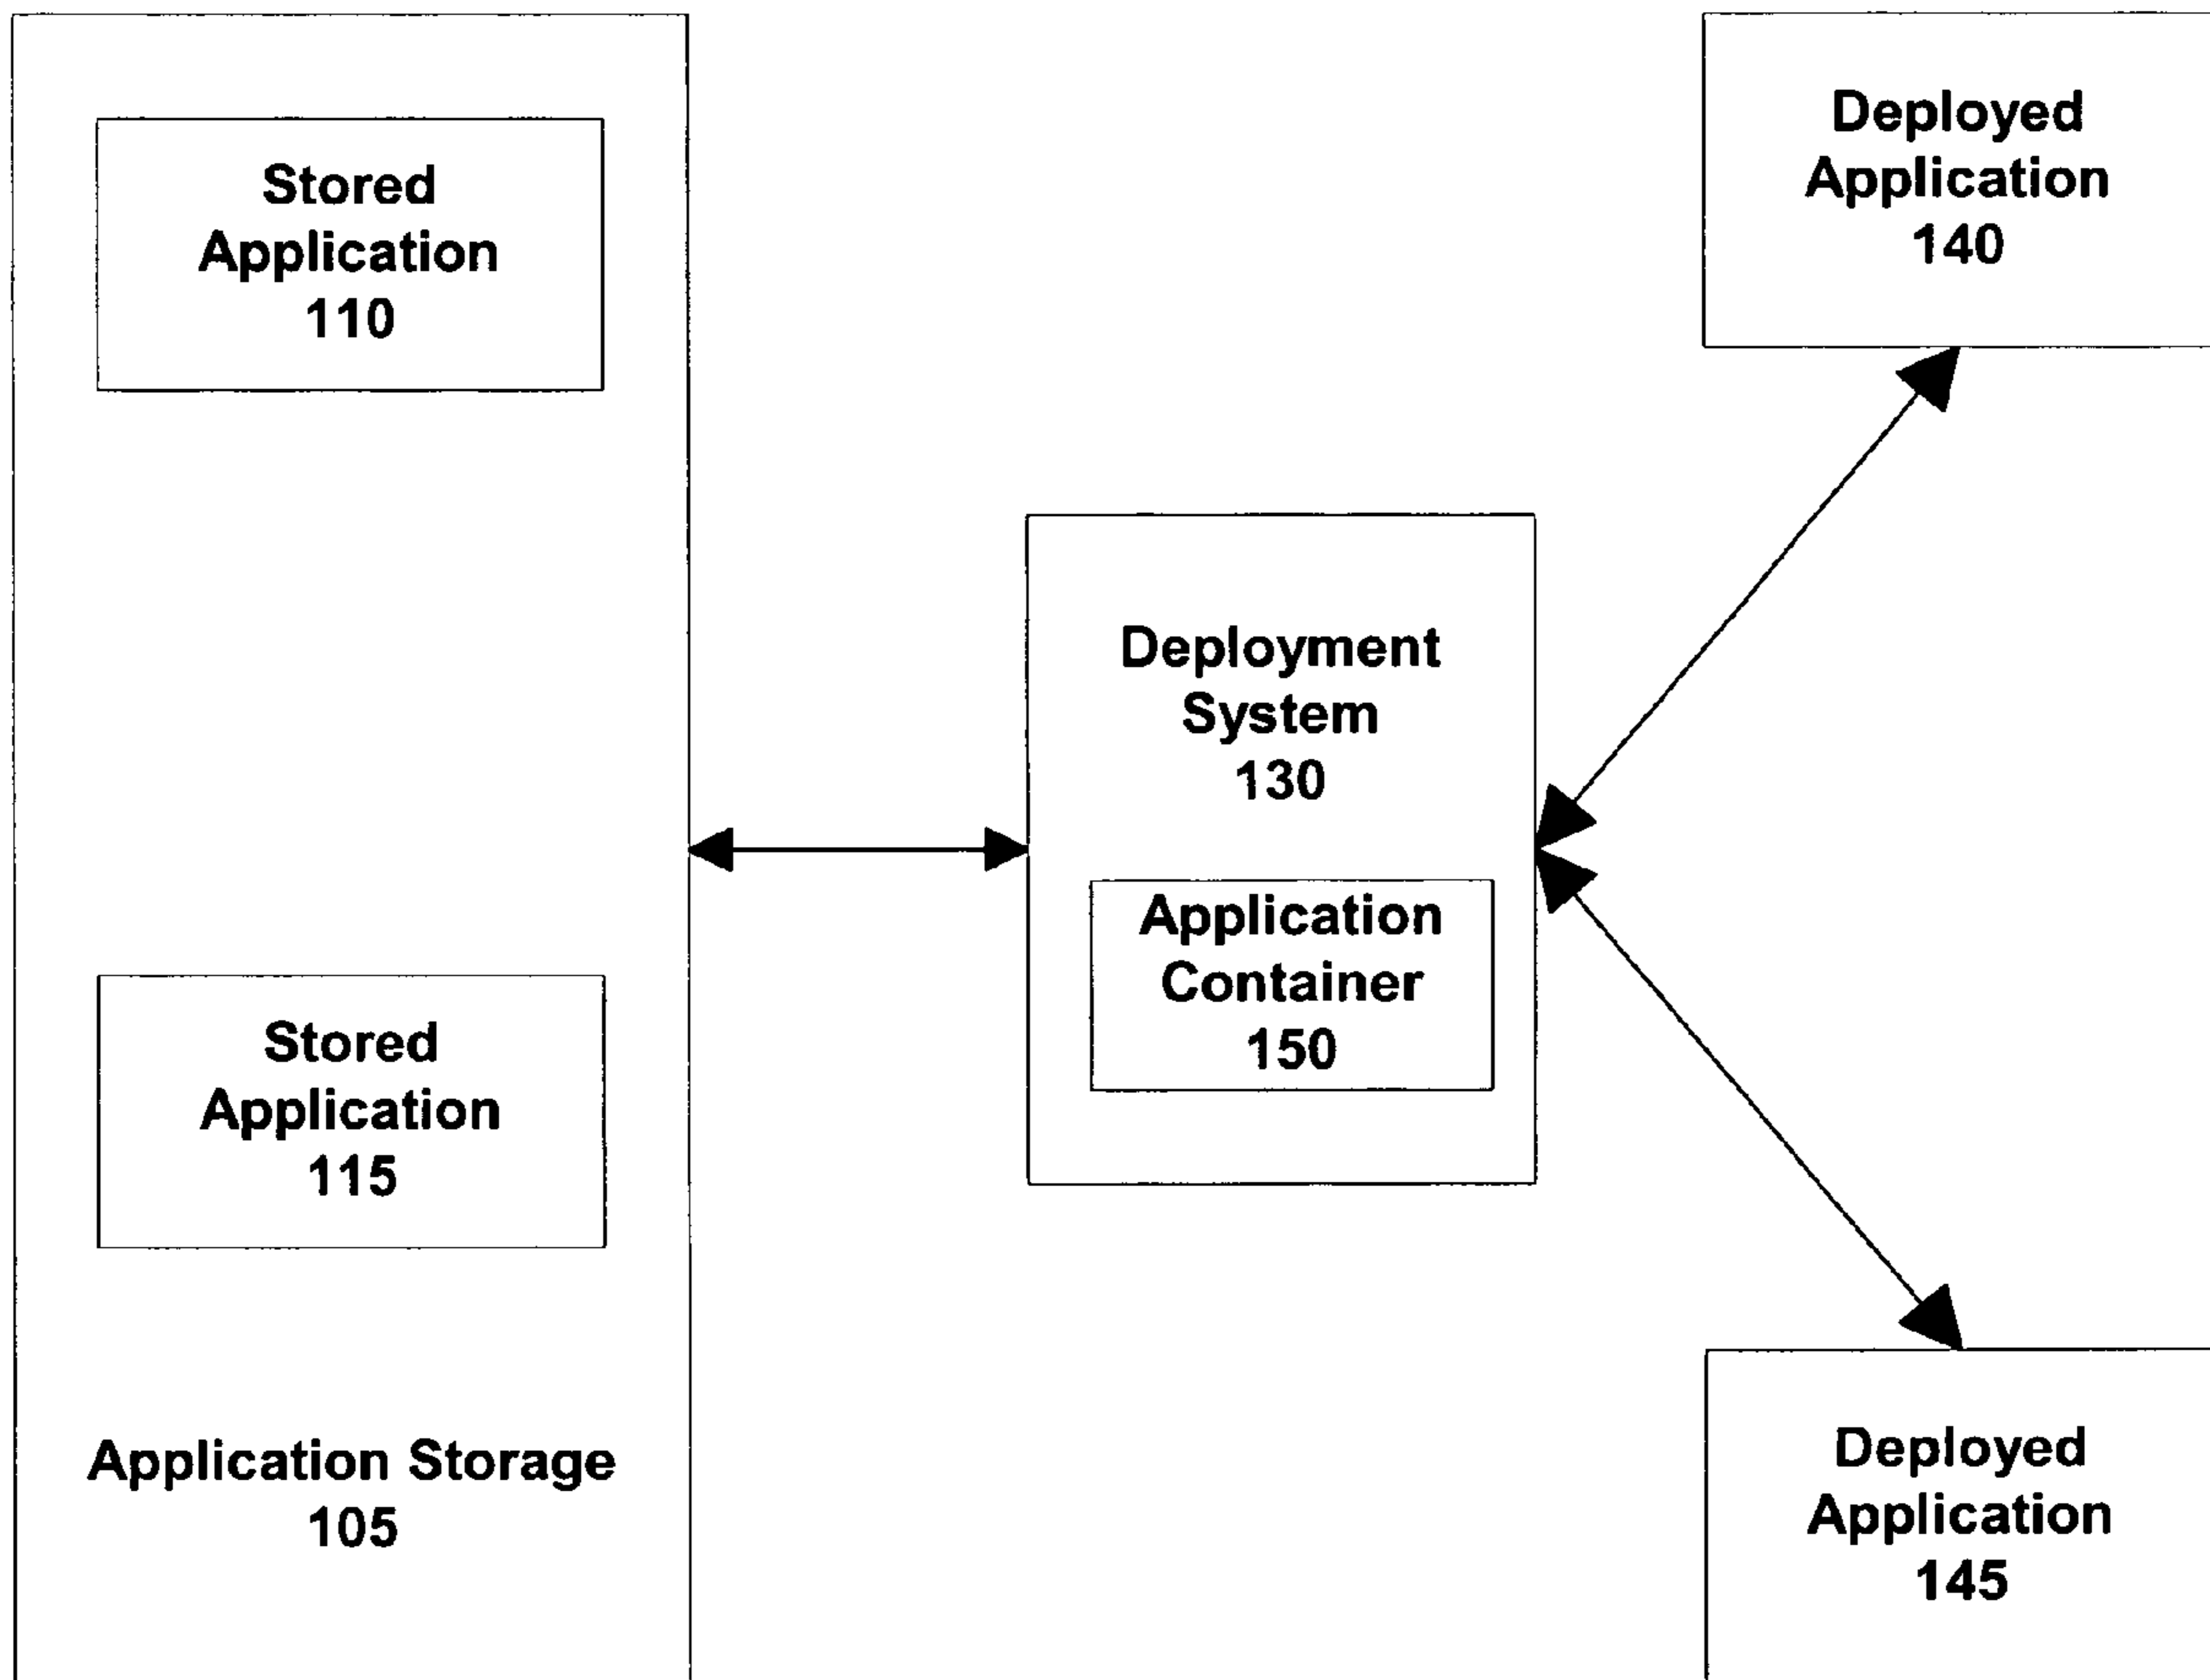 Stored
Application
110
Stored
Application
115
Application Storage
105
Deployment
System
130
Application
Container
150
Deployed
Application
140
Deployed
Application
145